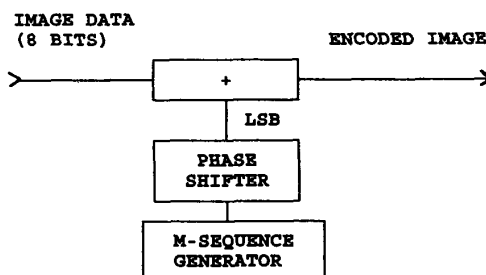 IMAGE DATA
(8 BITS)
ENCODED IMAGE
+
LSB
PHASE
SHIFTER
M-SEQUENCE
GENERATOR